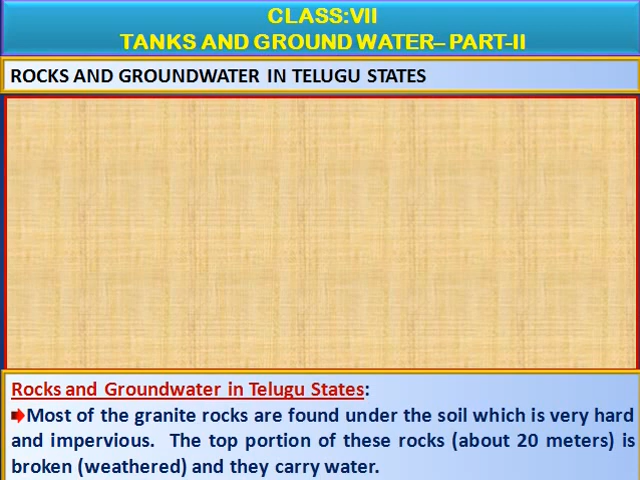 CLASS:VII
TANKS AND GROUND WATER– PART-II
ROCKS AND GROUNDWATER IN TELUGU STATES
Rocks and Groundwater in Telugu States:
Most of the granite rocks are found under the soil which is very hard
and impervious. The top portion of these rocks (about 20 meters) is
broken (weathered) and they carry water.